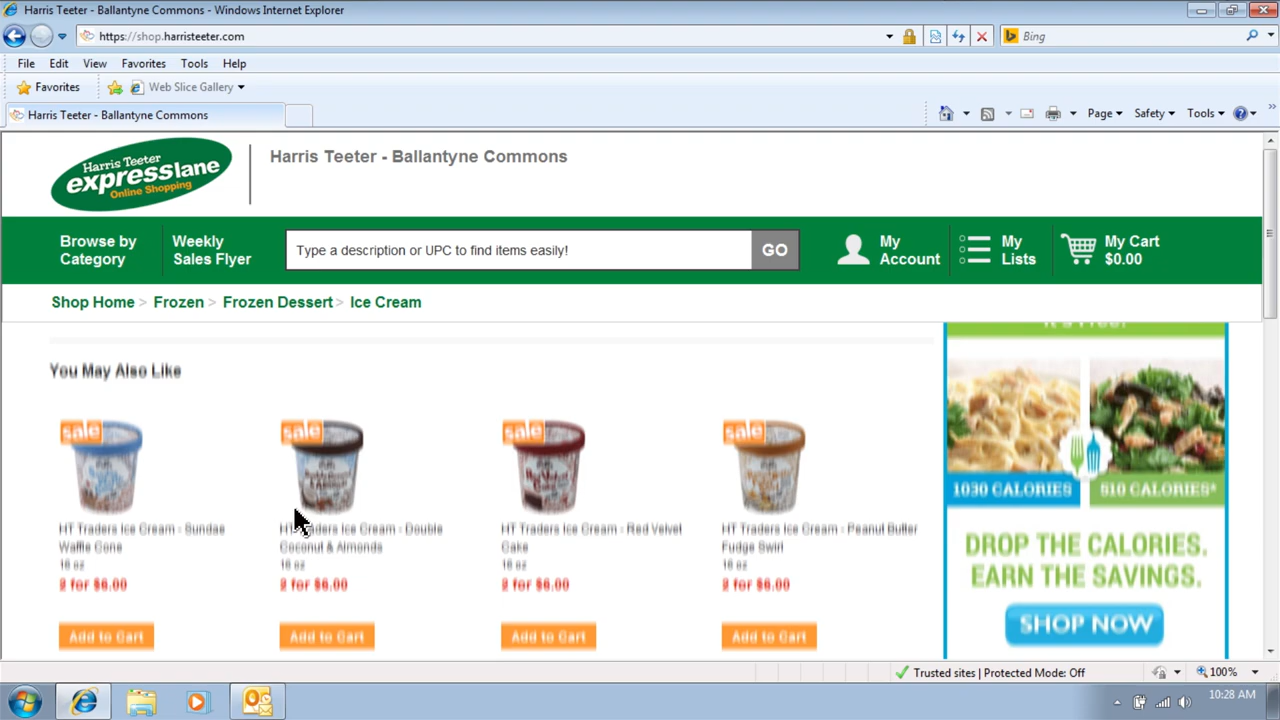 Harris Teeter - Ballantyne Commons - Windows Internet Explorer
https://shop.harristeeter.com
Bing
File Edit View Favorites Tools Help
Favorites Web Slice Gallery
Harris Teeter - Ballantyne Commons
Page Safety Tools
Harris Teeter
expresslane
Online Shopping
Harris Teeter - Ballantyne Commons
Browse by Category
Weekly Sales Flyer
Type a description or UPC to find items easily!
GO
My Account
My Lists
My Cart
$0.00
Shop Home > Frozen > Frozen Dessert > Ice Cream
It's Free!
You May Also Like
sale sale sale sale
HT Traders Ice Cream - Sundae
Waffle Cone
16 oz
2 for $6.00
Add to Cart
HT Traders Ice Cream - Double
Coconut & Almonds
16 oz
2 for $6.00
Add to Cart
HT Traders Ice Cream - Red Velvet
Cake
16 oz
2 for $6.00
Add to Cart
HT Traders Ice Cream - Peanut Butter
Fudge Swirl
16 oz
2 for $6.00
Add to Cart
1030 CALORIES
510 CALORIES*
DROP THE CALORIES.
EARN THE SAVINGS.
SHOP NOW
Trusted sites | Protected Mode: Off
100%
10:28 AM